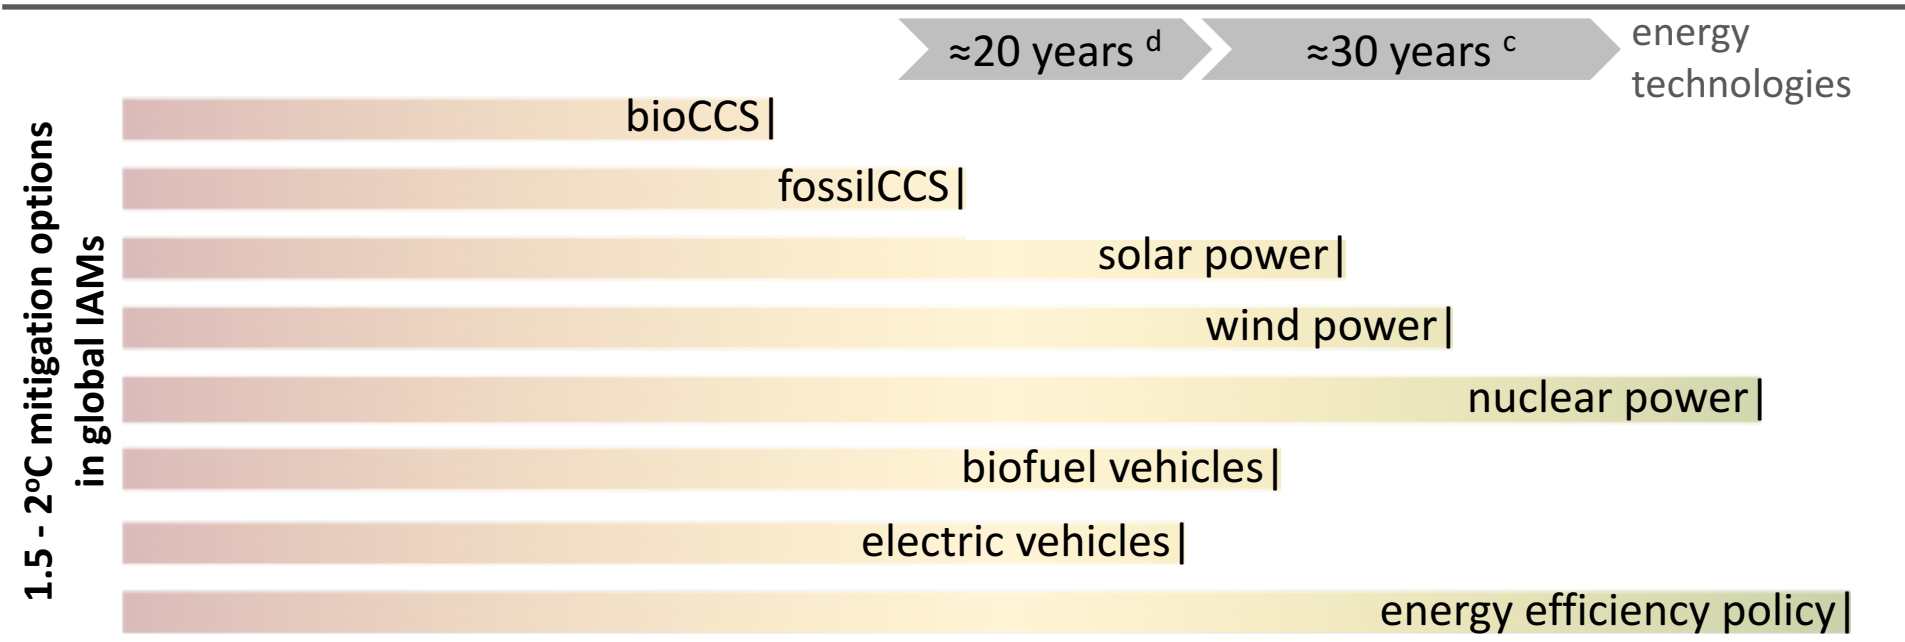 ≈20 years d
≈30 years c
energy
technologies
1.5 - 2ºC mitigation options
in global IAMs
bioCCS
fossilCCS
solar power
wind power
nuclear power
biofuel vehicles
electric vehicles
energy efficiency policy